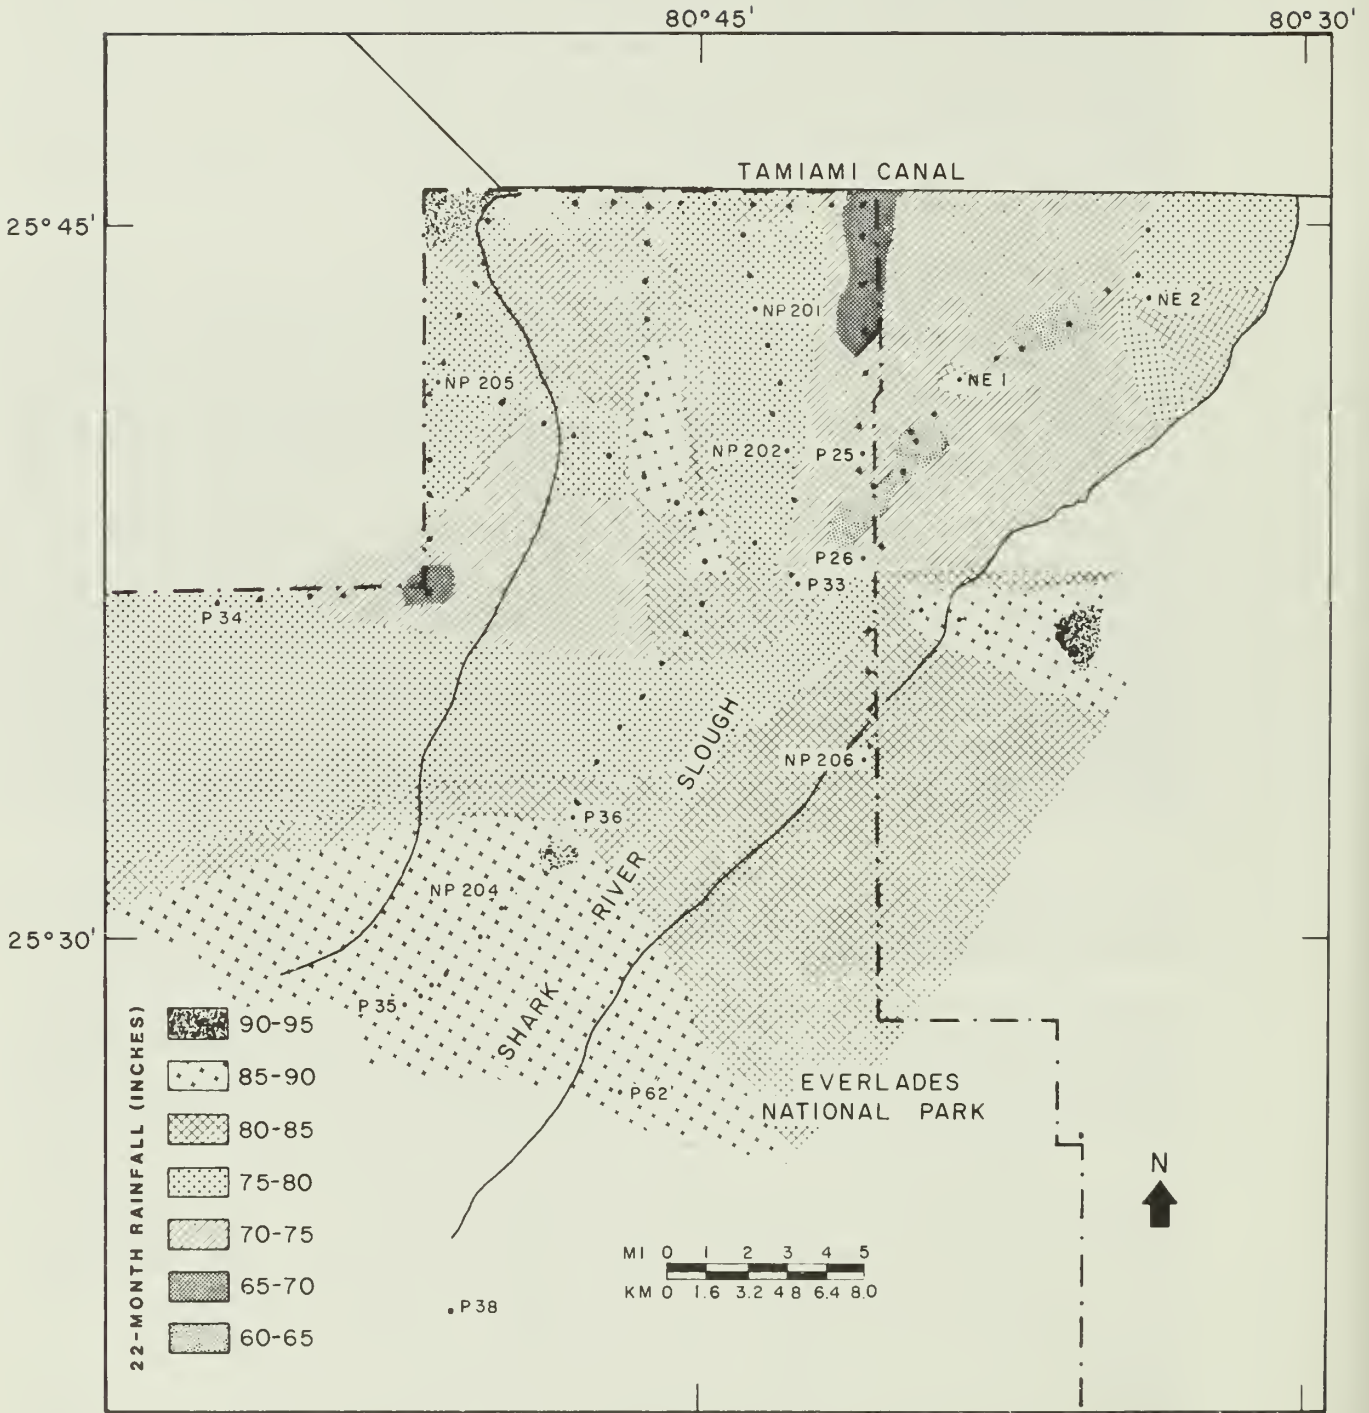 80°45'
80°30'
TAMIAMI CANAL
25°45'
NE 2
NP 201
NE 1
NP 205
NP 202
P 25
P 26
P 33
P 34
SLOUGH
NP 206
P 36
RIVER
NP 204
25°30'
P 35
SHARK
22-MONTH RAINFALL (INCHES)
90-95
85-90
80-85
75-80
70-75
65-70
60-65
P 62
EVERLADES
NATIONAL PARK
N
MI 0 1 2 3 4 5
KM 0 1.6 3.2 4 8 6.4 8.0
P 38